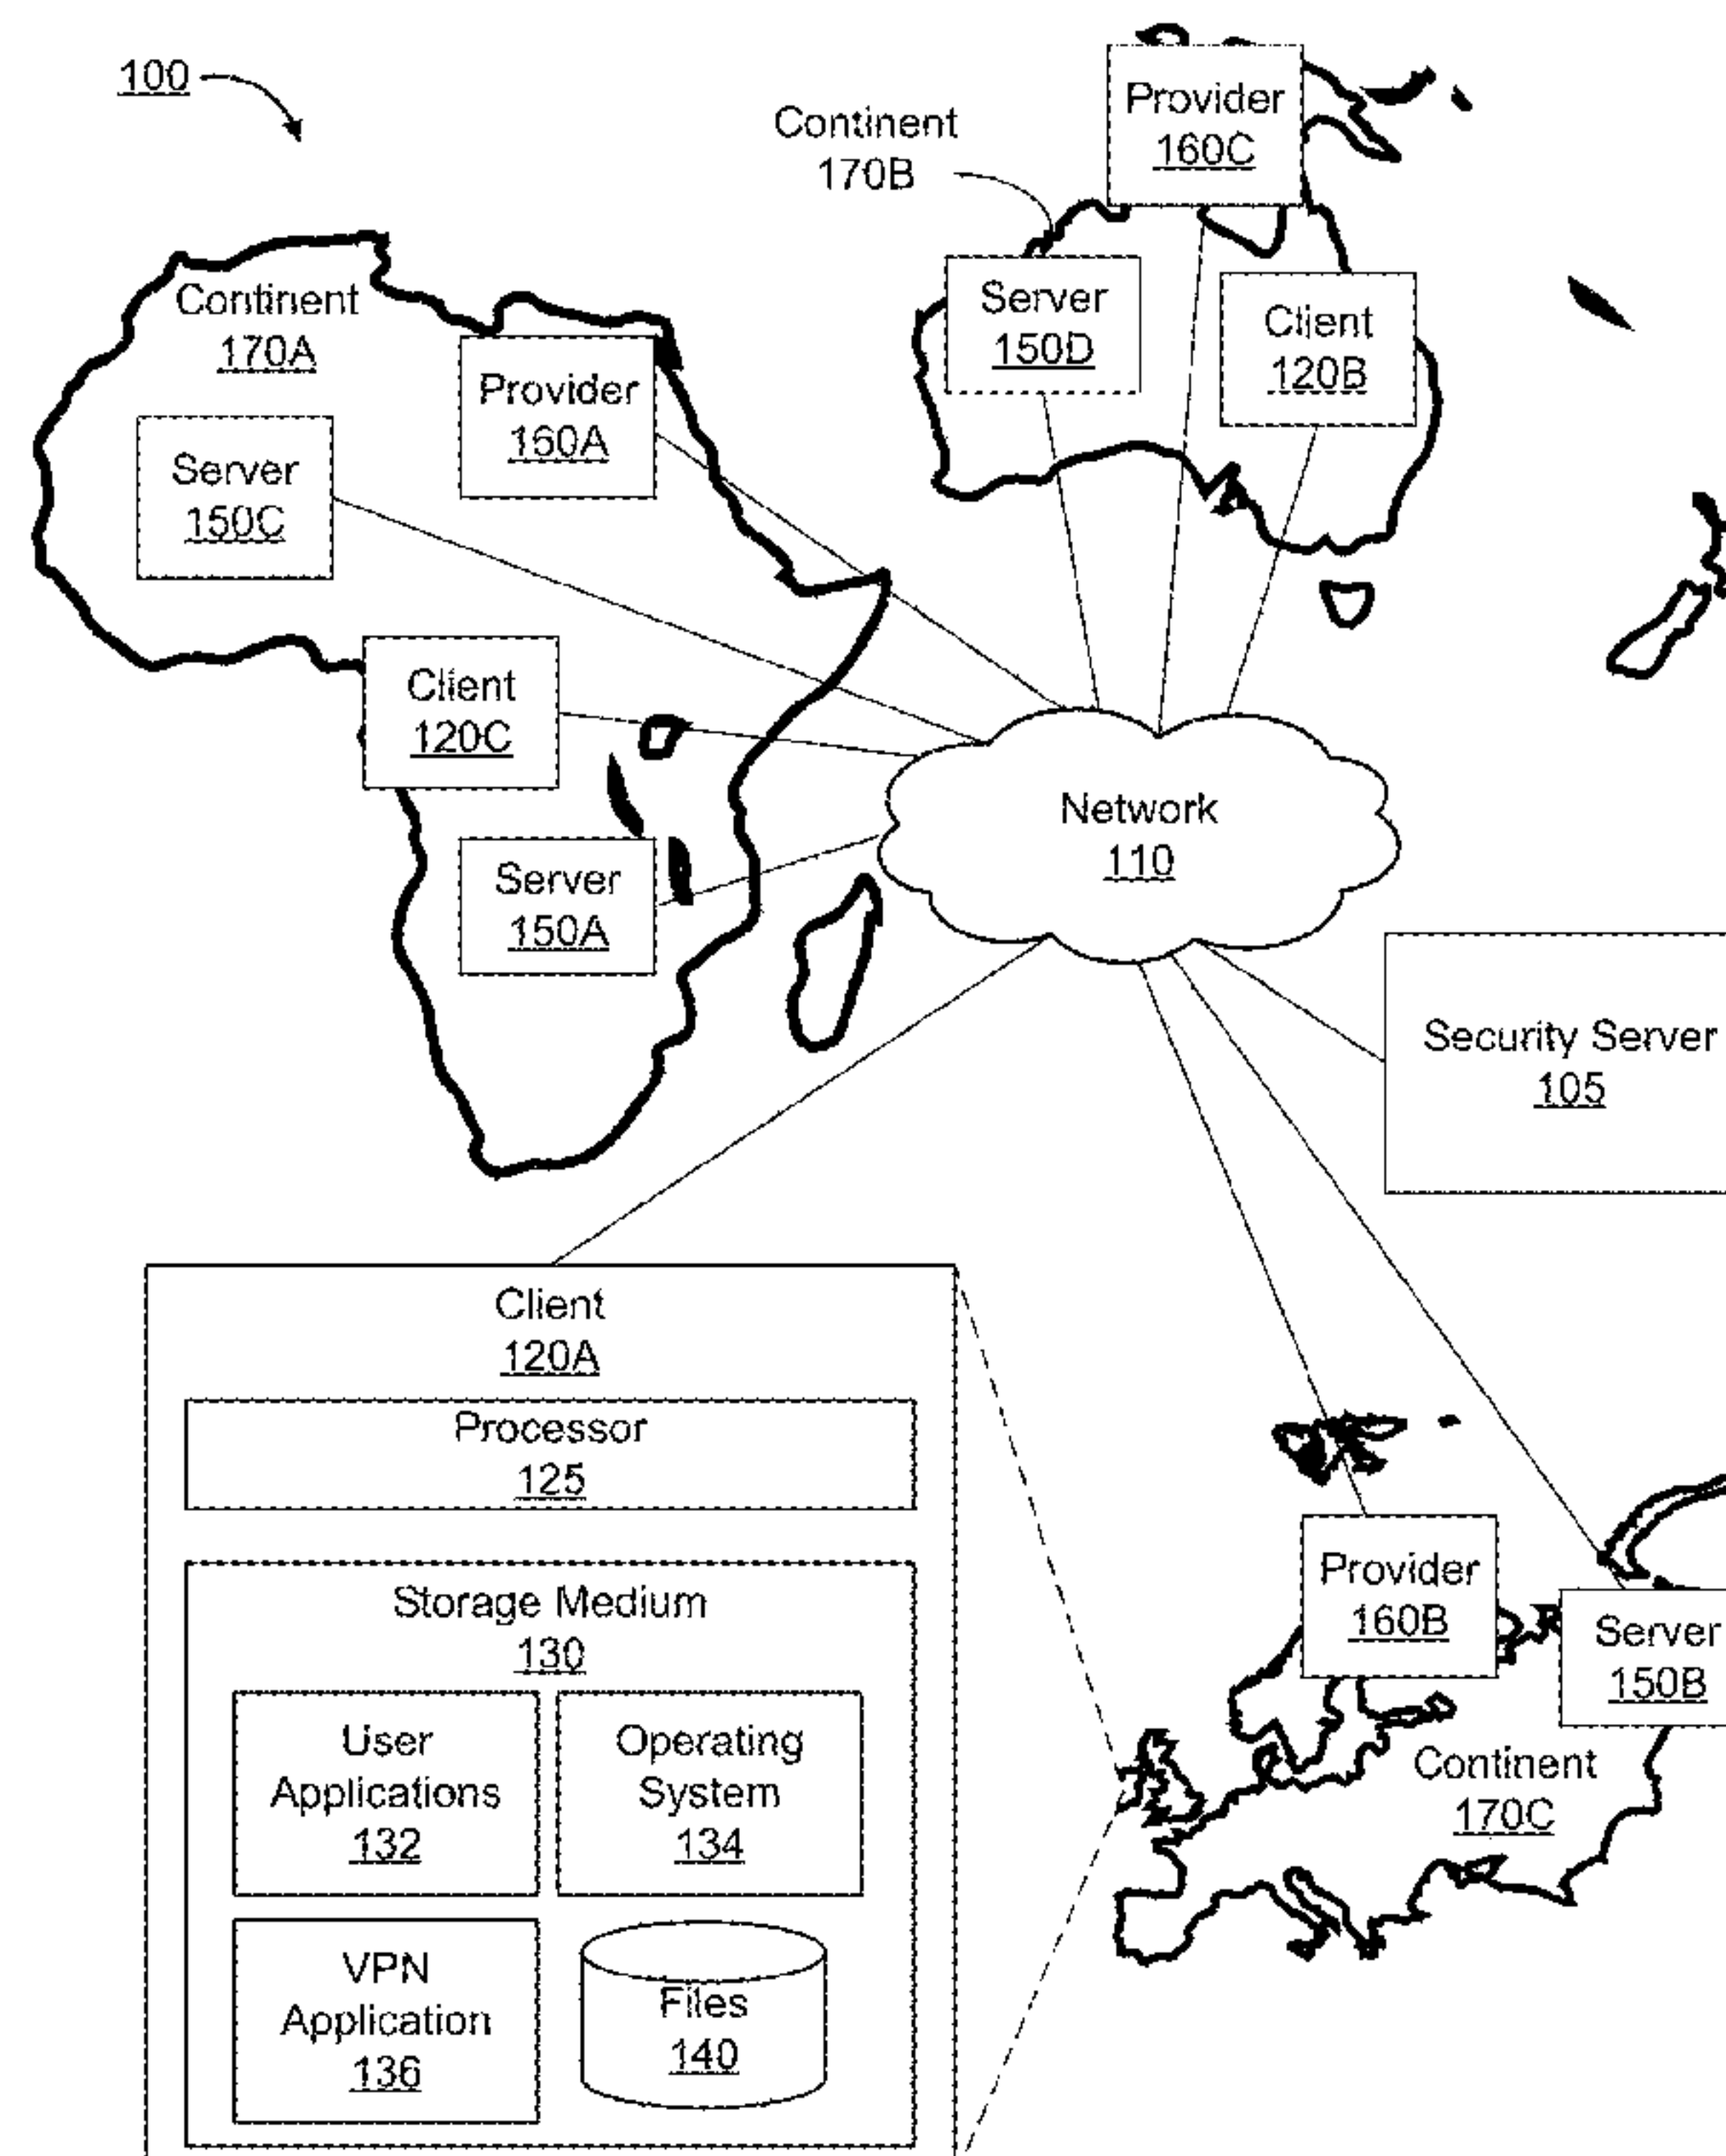 100
Continent
170B
Provider
160C
Continent
170A
Provider
160A
Server
150C
Server
150D
Client
120B
Client
120C
Server
150A
Network
110
Security Server
105
Client
120A
Processor
125
Storage Medium
130
User
Applications
132
Operating
System
134
VPN
Application
136
Files
140
Provider
160B
Server
150B
Continent
170C